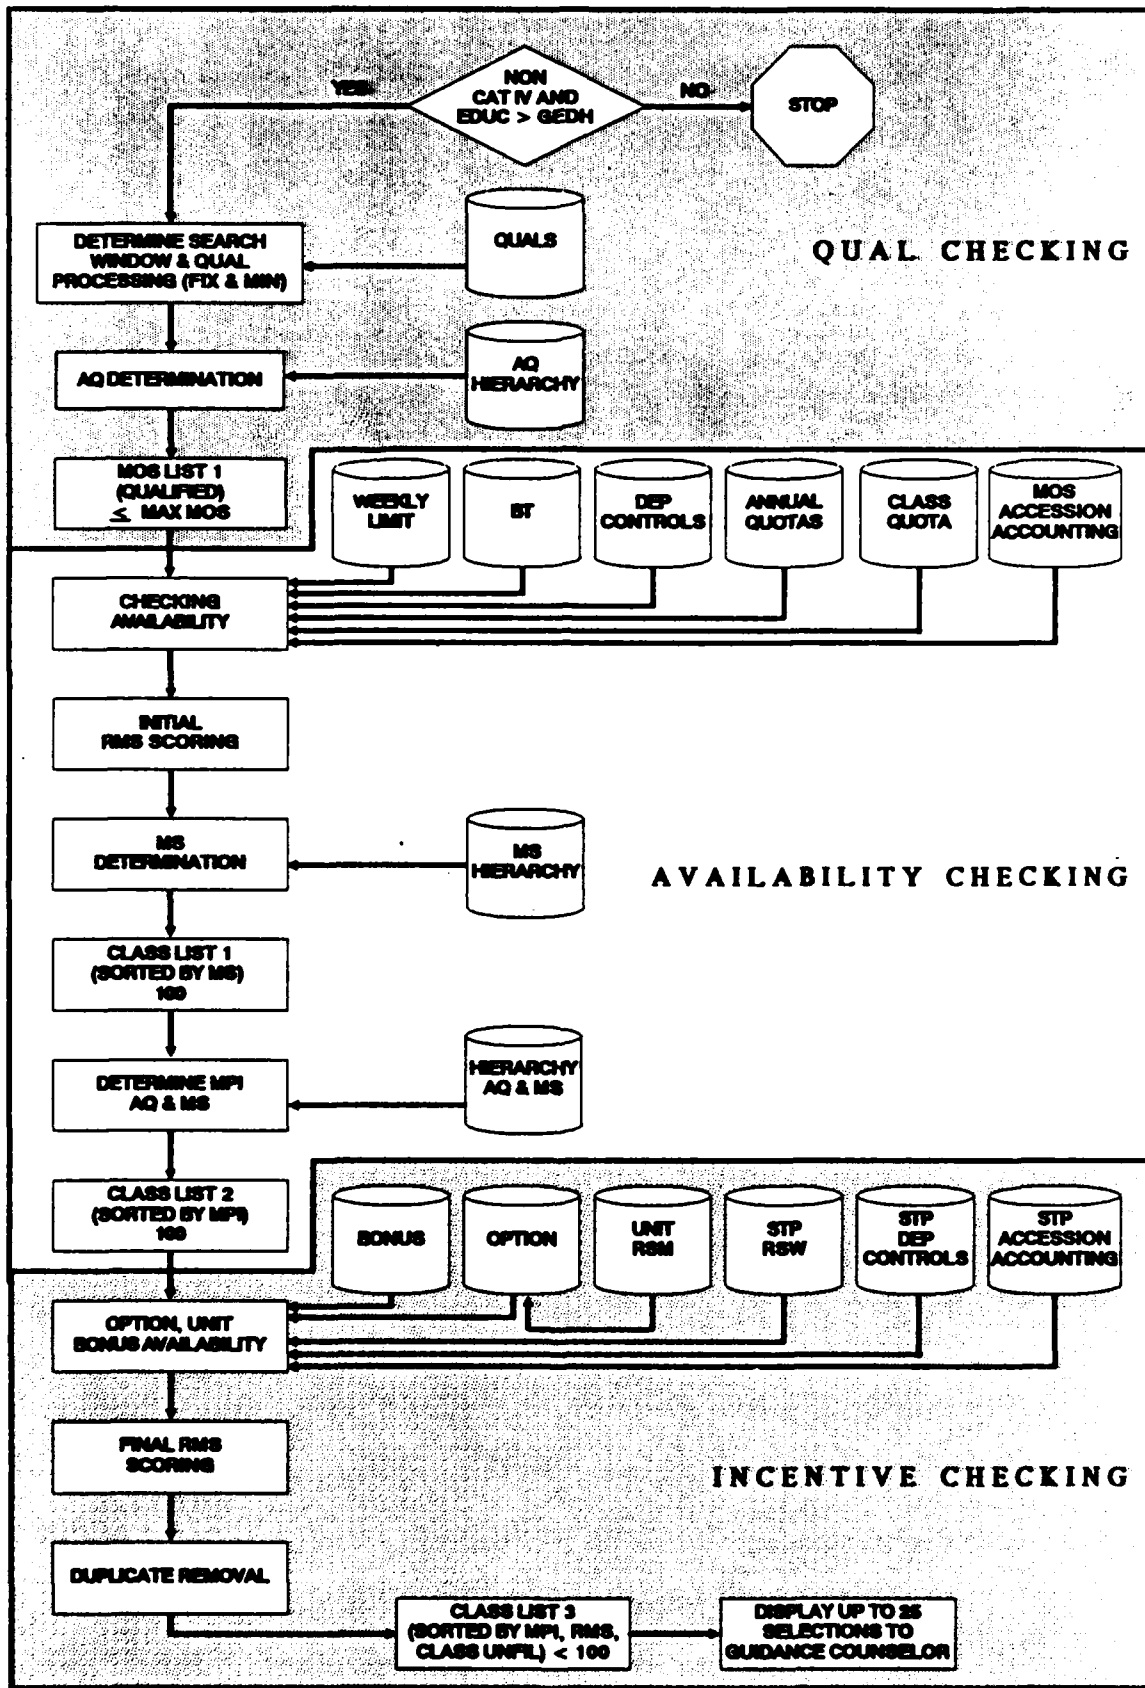 NON
CAT IV AND
EDUC > GEDH
YES
NO
STOP
DETERMINE SEARCH
WINDOW & QUAL
PROCESSING (FIX & MIN)
QUALS
QUAL CHECKING
AQ DETERMINATION
AQ
HIERARCHY
MOS LIST 1
(QUALIFIED)
≤ MAX MOS
WEEKLY
LIMIT
BT
DEP
CONTROLS
ANNUAL
QUOTAS
CLASS
QUOTA
MOS
ACCESSION
ACCOUNTING
CHECKING
AVAILABILITY
INITIAL
RMS SCORING
MS
DETERMINATION
MS
HIERARCHY
AVAILABILITY CHECKING
CLASS LIST 1
(SORTED BY MS)
100
DETERMINE MPI
AQ & MS
HIERARCHY
AQ & MS
CLASS LIST 2
(SORTED BY MPI)
100
BONUS
OPTION
UNIT
RSM
STP
RSW
STP
DEP
CONTROLS
STP
ACCESSION
ACCOUNTING
OPTION, UNIT
BONUS AVAILABILITY
FINAL RMS
SCORING
INCENTIVE CHECKING
DUPLICATE REMOVAL
CLASS LIST 3
(SORTED BY MPI, RMS,
CLASS UNFIL) < 100
DISPLAY UP TO 25
SELECTIONS TO
GUIDANCE COUNSELOR